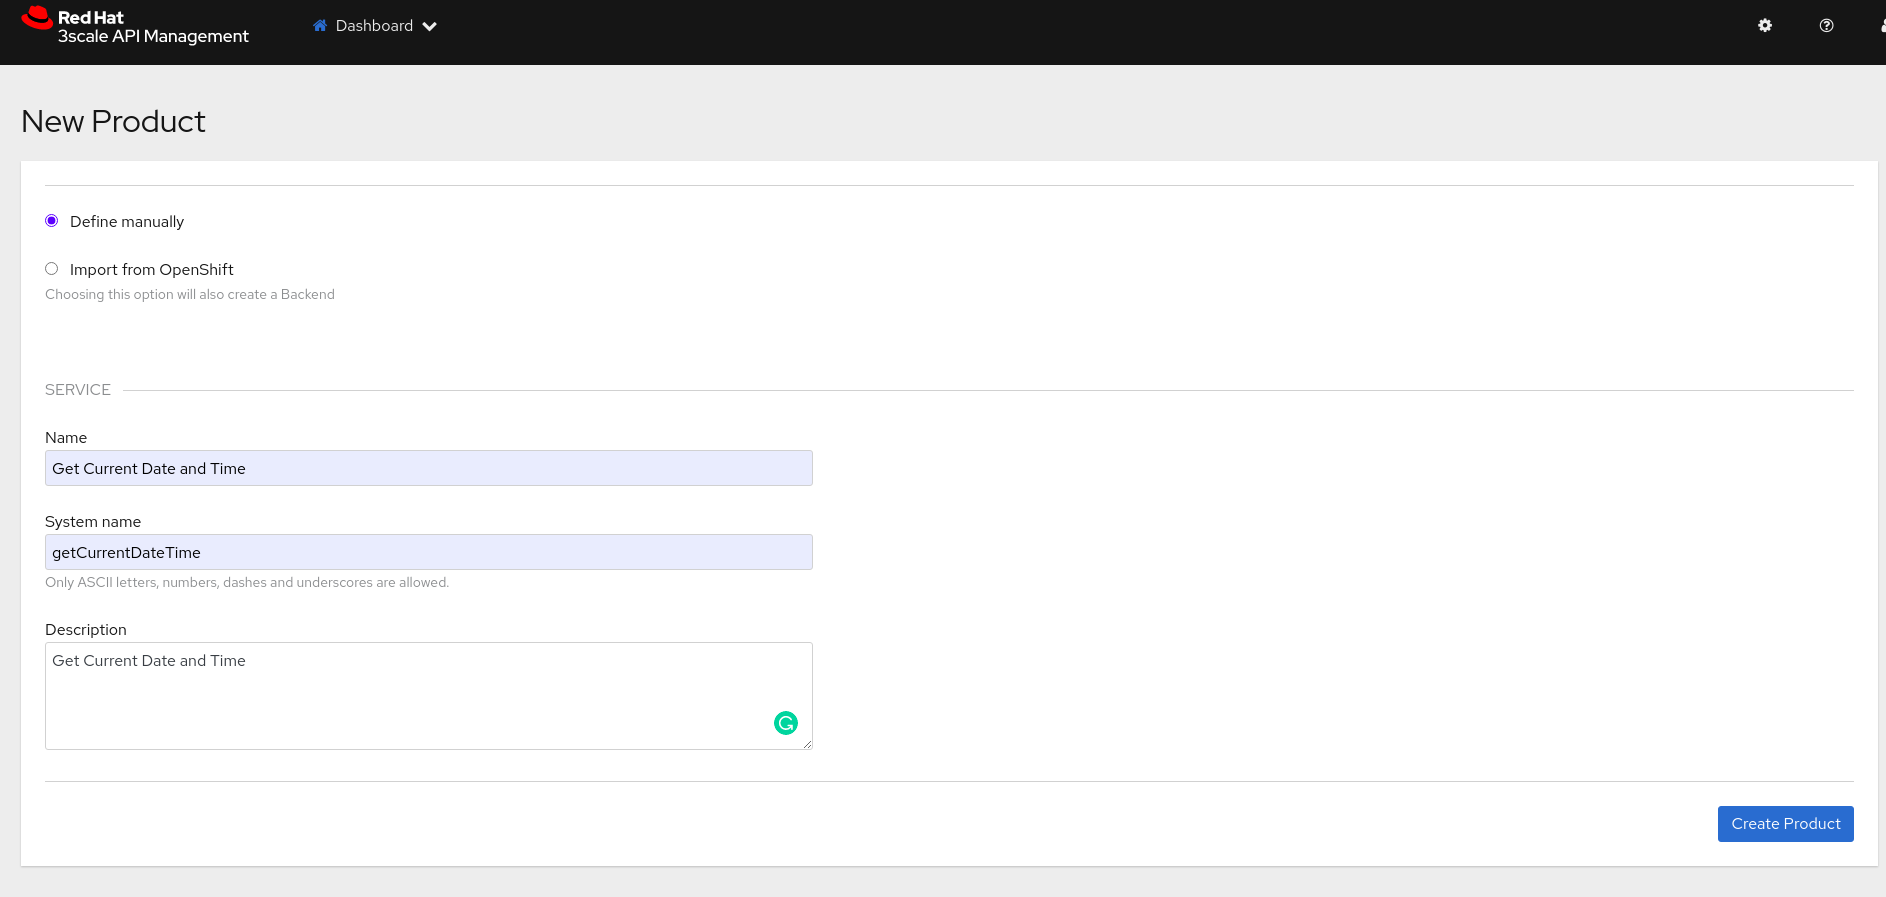 Red Hat
3scale API Management
Dashboard
New Product
Define manually
Import from OpenShift
Choosing this option will also create a Backend
SERVICE
Name
Get Current Date and Time
System name
getCurrentDateTime
Only ASCII letters, numbers, dashes and underscores are allowed.
Description
Get Current Date and Time
Create Product